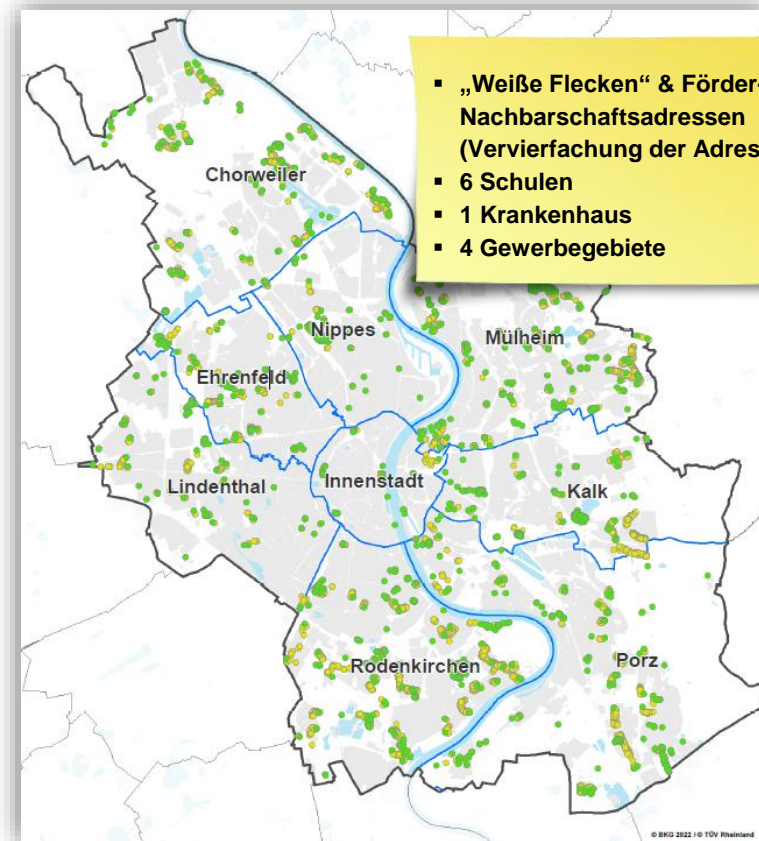 ▪ „Weiße Flecken“ & Förder-
Nachbarschaftsadressen
(Vervierfachung der Adres
▪ 6 Schulen
▪ 1 Krankenhaus
▪ 4 Gewerbegebiete
Chorweiler
Nippes
Mülheim
Ehrenfeld
Lindenthal
Innenstadt
Kalk
Rodenkirchen
Porz
© BKG 2022 / © TÜV Rheinland